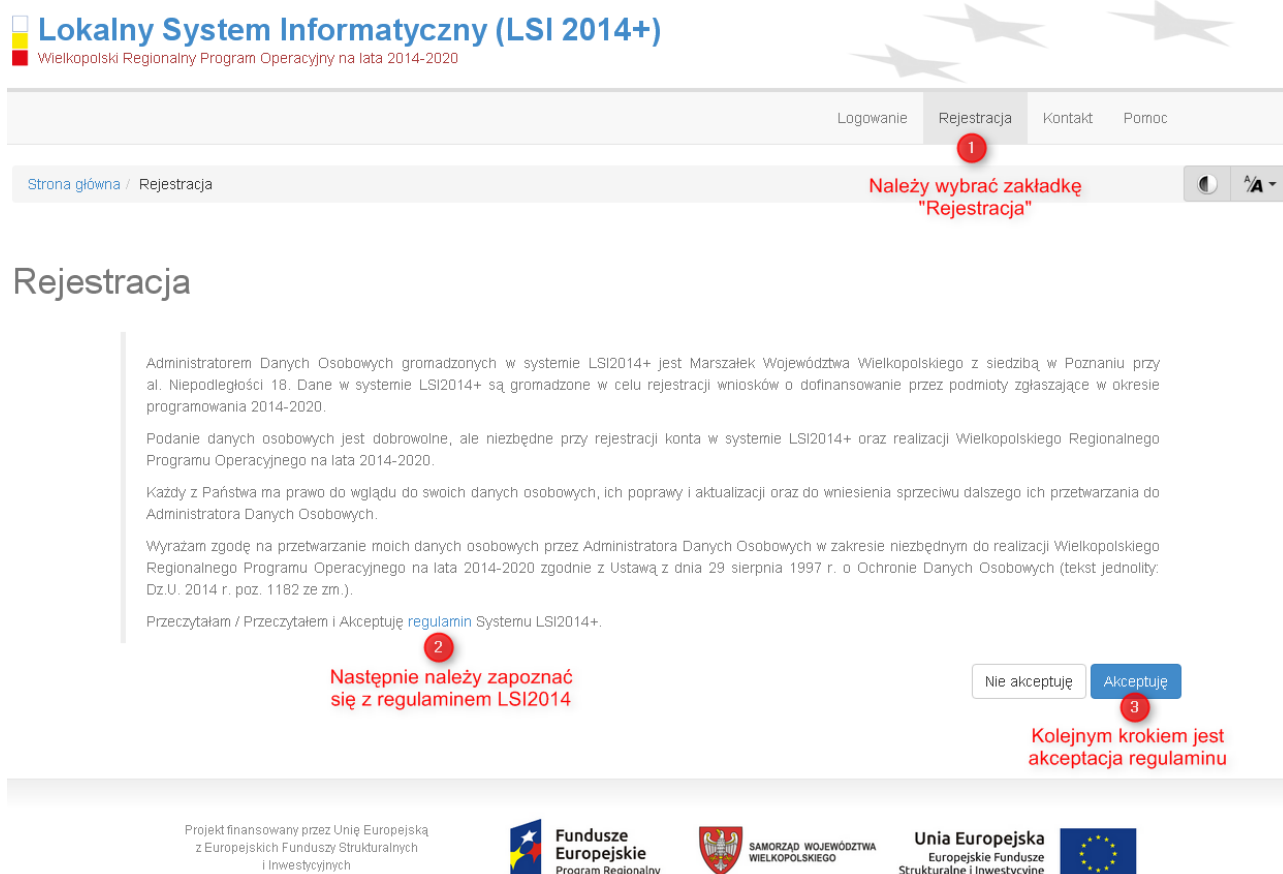 Lokalny System Informatyczny (LSI 2014+)
Wielkopolski Regionalny Program Operacyjny na lata 2014-2020
Logowanie Rejestracja Kontakt Pomoc
1
Należy wybrać zakładkę
"Rejestracja"
Strona główna / Rejestracja
A/A
Rejestracja
Administratorem Danych Osobowych gromadzonych w systemie LSI2014+ jest Marszałek Województwa Wielkopolskiego z siedzibą w Poznaniu przy
al. Niepodległości 18. Dane w systemie LSI2014+ są gromadzone w celu rejestracji wniosków o dofinansowanie przez podmioty zgłaszające w okresie
programowania 2014-2020.
Podanie danych osobowych jest dobrowolne, ale niezbędne przy rejestracji konta w systemie LSI2014+ oraz realizacji Wielkopolskiego Regionalnego
Programu Operacyjnego na lata 2014-2020.
Każdy z Państwa ma prawo do wglądu do swoich danych osobowych, ich poprawy i aktualizacji oraz do wniesienia sprzeciwu dalszego ich przetwarzania do
Administratora Danych Osobowych.
Wyrażam zgodę na przetwarzanie moich danych osobowych przez Administratora Danych Osobowych w zakresie niezbędnym do realizacji Wielkopolskiego
Regionalnego Programu Operacyjnego na lata 2014-2020 zgodnie z Ustawą z dnia 29 sierpnia 1997 r. o Ochronie Danych Osobowych (tekst jednolity:
Dz.U. 2014 r. poz. 1182 ze zm.).
Przeczytałam / Przeczytałem i Akceptuję regulamin Systemu LSI2014+.
2
Następnie należy zapoznać
się z regulaminem LSI2014
Nie akceptuję Akceptuję
3
Kolejnym krokiem jest
akceptacja regulaminu
Projekt finansowany przez Unię Europejską
z Europejskich Funduszy Strukturalnych
i Inwestycyjnych
Fundusze
Europejskie
Program Regionalny
SAMORZĄD WOJEWÓDZTWA
WIELKOPOLSKIEGO
Unia Europejska
Europejskie Fundusze
Strukturalne i Inwestycyjne